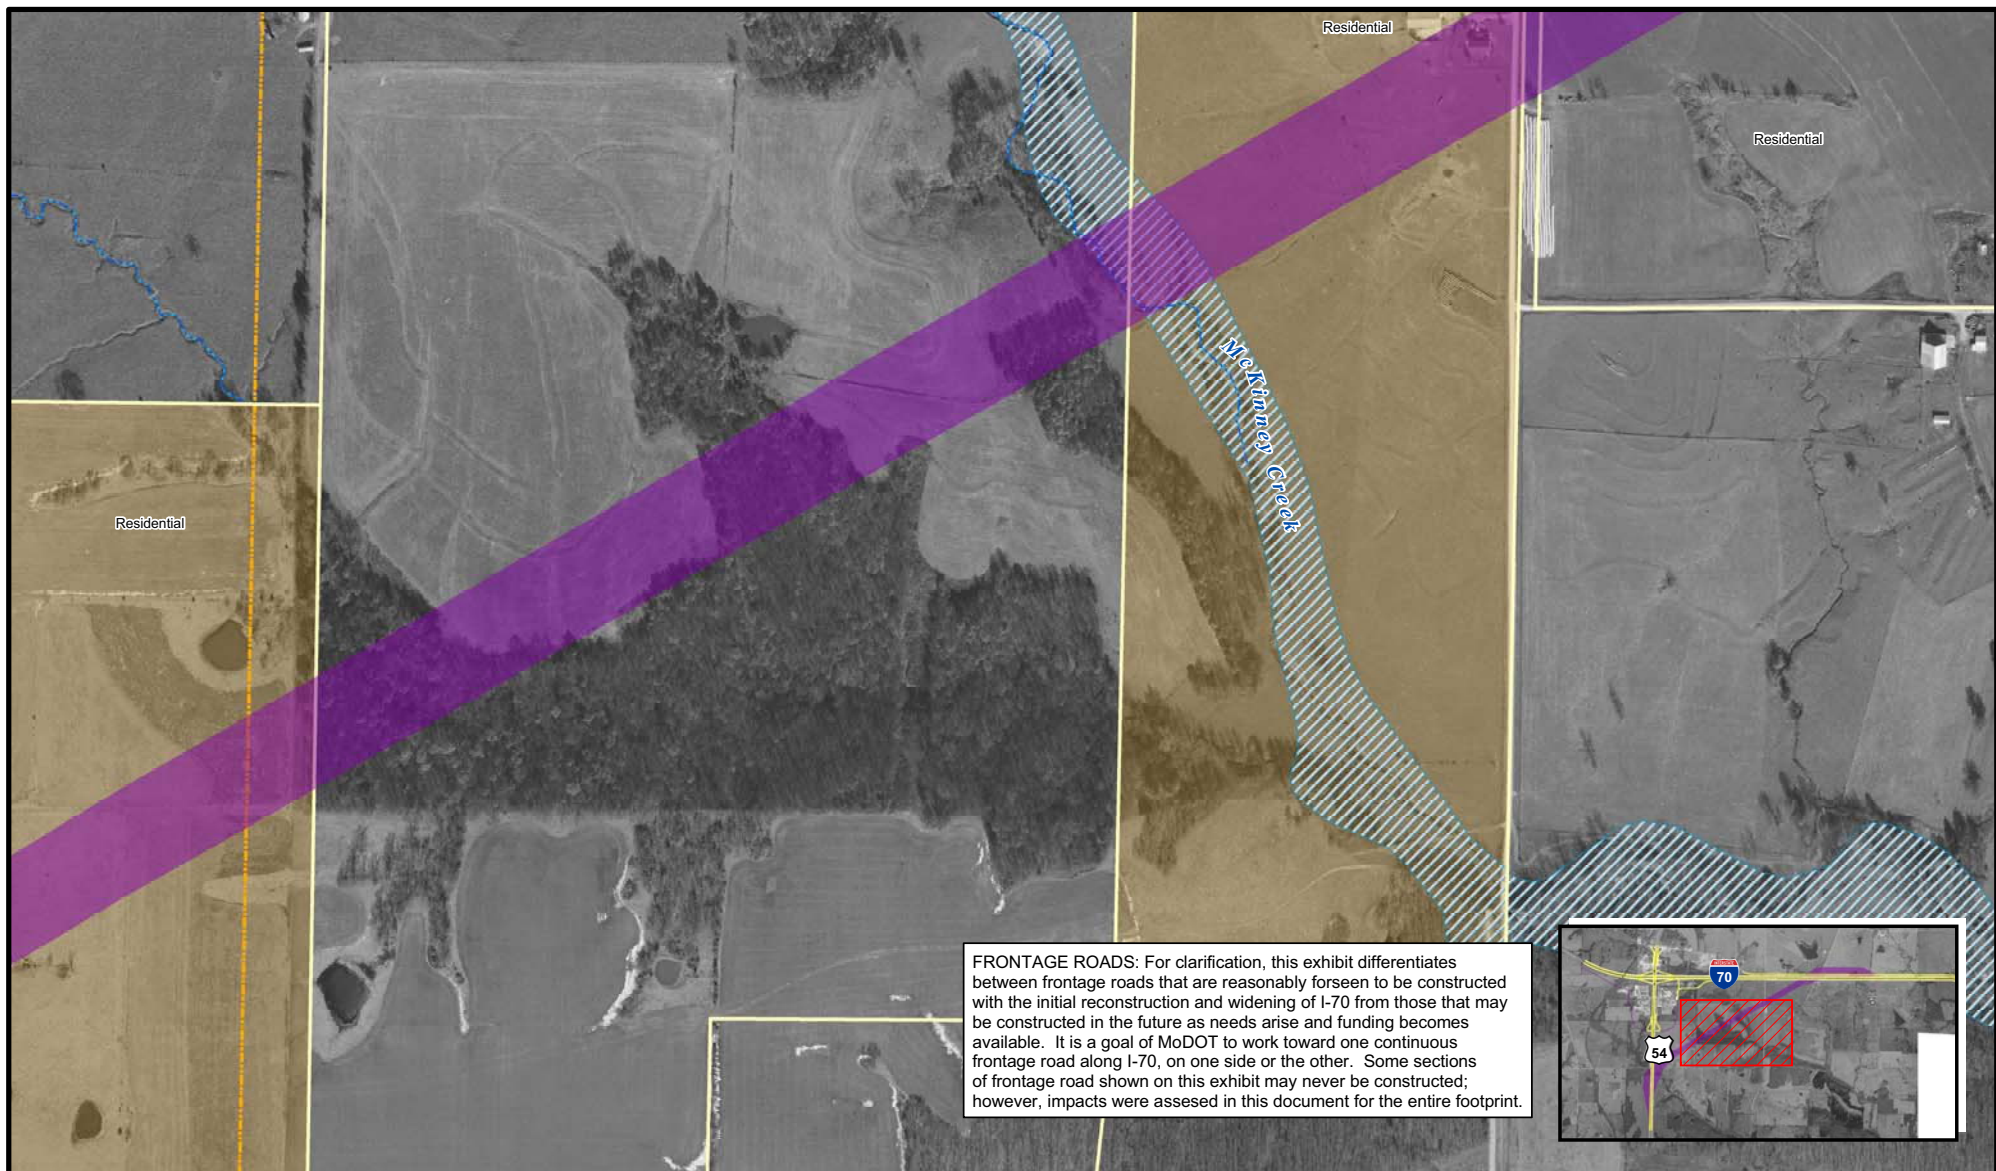 Residential
Residential
Residential
McKinney Creek
FRONTAGE ROADS: For clarification, this exhibit differentiates
between frontage roads that are reasonably forseen to be constructed
with the initial reconstruction and widening of I-70 from those that may
be constructed in the future as needs arise and funding becomes
available. It is a goal of MoDOT to work toward one continuous
frontage road along I-70, on one side or the other. Some sections
of frontage road shown on this exhibit may never be constructed;
however, impacts were assesed in this document for the entire footprint.
70
54